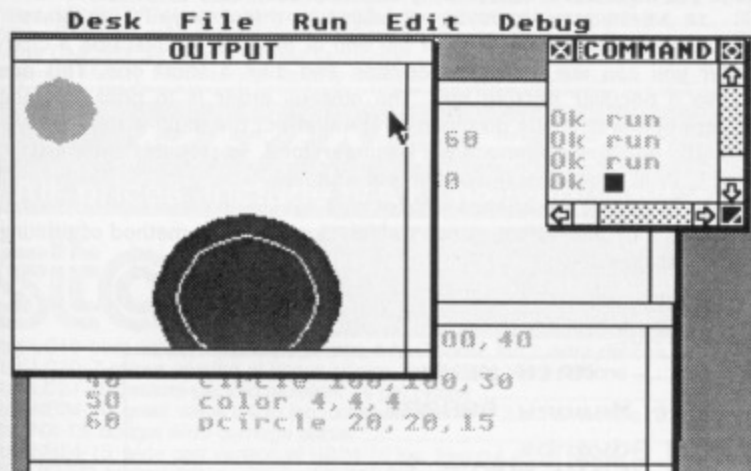 Desk File Run Edit Debug
OUTPUT
COMMAND
Ok run
Ok run
Ok run
Ok
60
0
00,40
40 circle 100,100,30
50 color 4,4,4
60 pcircle 20,20,15